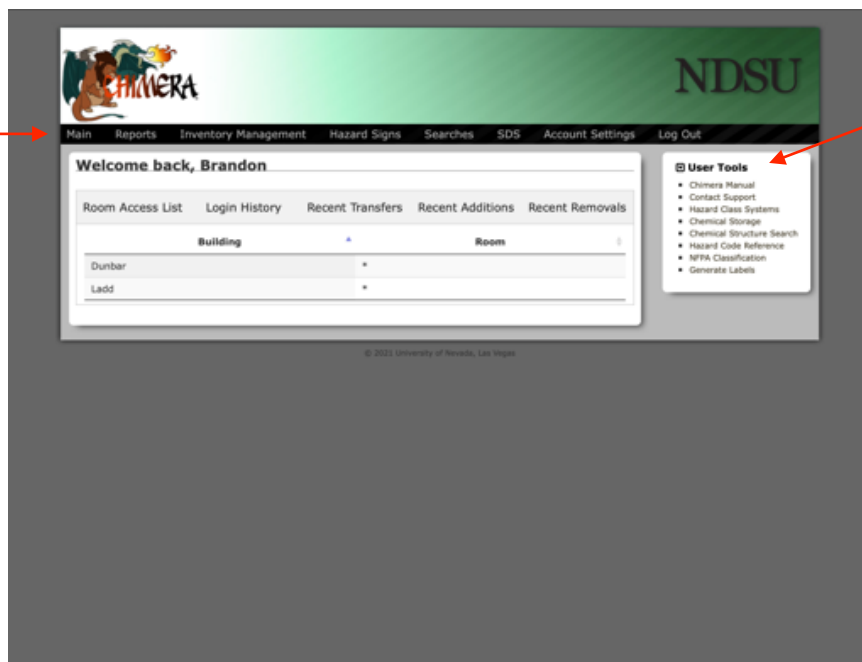 CHIMERA
NDSU
Main Reports Inventory Management Hazard Signs Searches SDS Account Settings Log Out
Welcome back, Brandon
Room Access List Login History Recent Transfers Recent Additions Recent Removals
Building Room
Dunbar *
Ladd *
User Tools
Chimera Manual
Contact Support
Hazard Class Systems
Chemical Storage
Chemical Structure Search
Hazard Code Reference
NFPA Classification
Generate Labels
© 2021 University of Nevada, Las Vegas